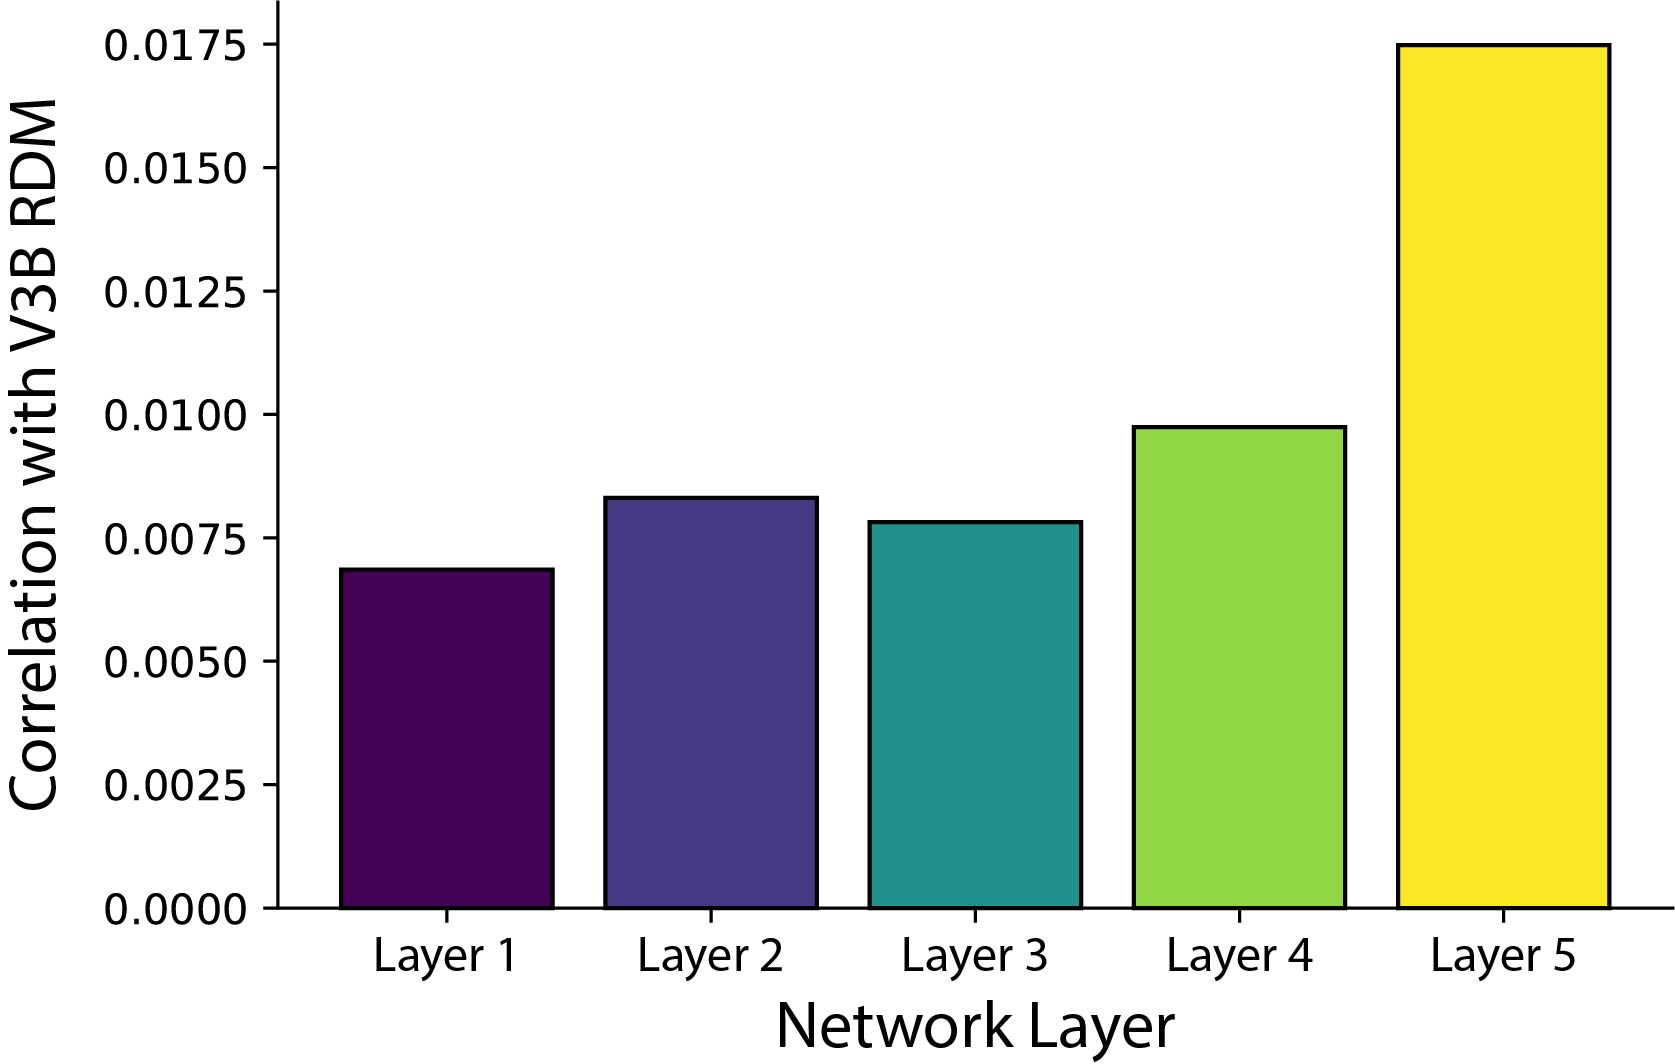 Correlation with V3B RDM
0.0175
0.0150
0.0125
0.0100
0.0075
0.0050
0.0025
0.0000
Layer 1 Layer 2 Layer 3 Layer 4 Layer 5
Network Layer